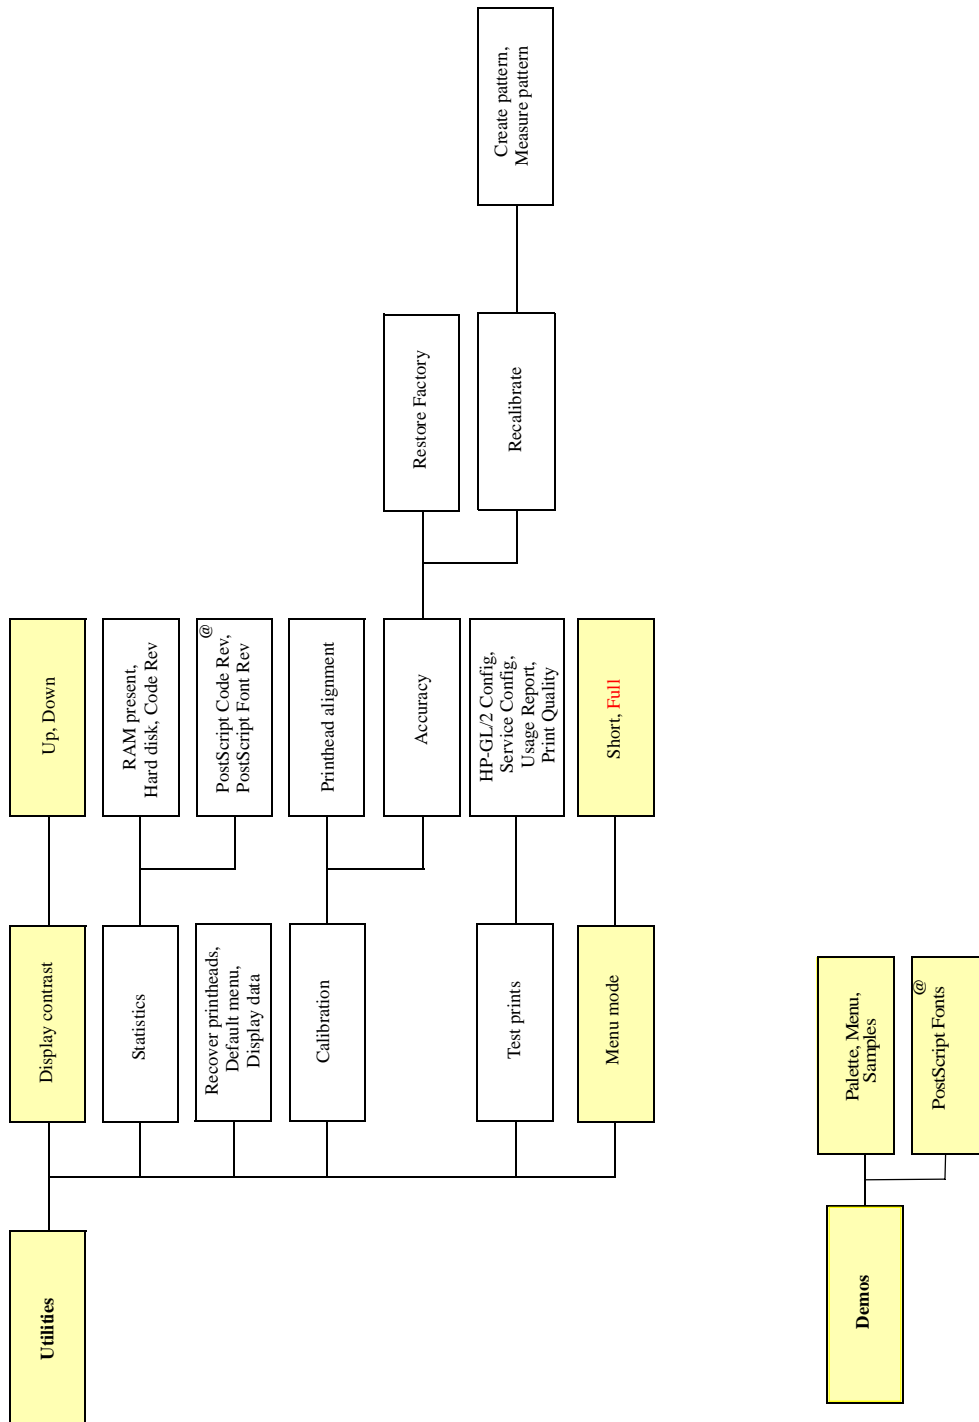 Utilities
Display contrast
Up, Down
Statistics
RAM present,
Hard disk, Code Rev
@
PostScript Code Rev,
PostScript Font Rev
Recover printheads,
Default menu,
Display data
Calibration
Printhead alignment
Accuracy
Restore Factory
Recalibrate
Create pattern,
Measure pattern
Test prints
HP-GL/2 Config,
Service Config,
Usage Report,
Print Quality
Menu mode
Short, Full
Demos
Palette, Menu,
Samples
@
PostScript Fonts